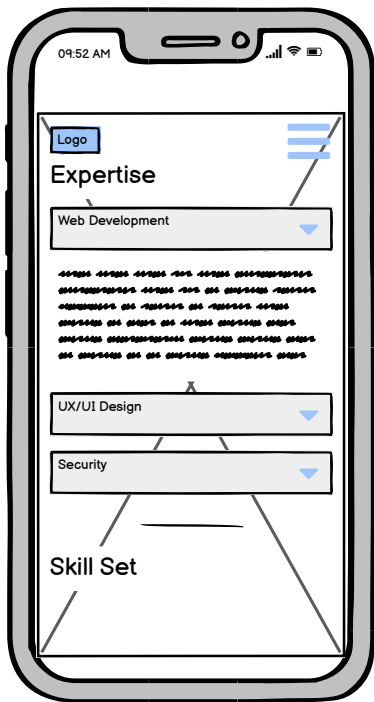 09:52 AM
Logo
Expertise
Web Development
UX/UI Design
Security
Skill Set